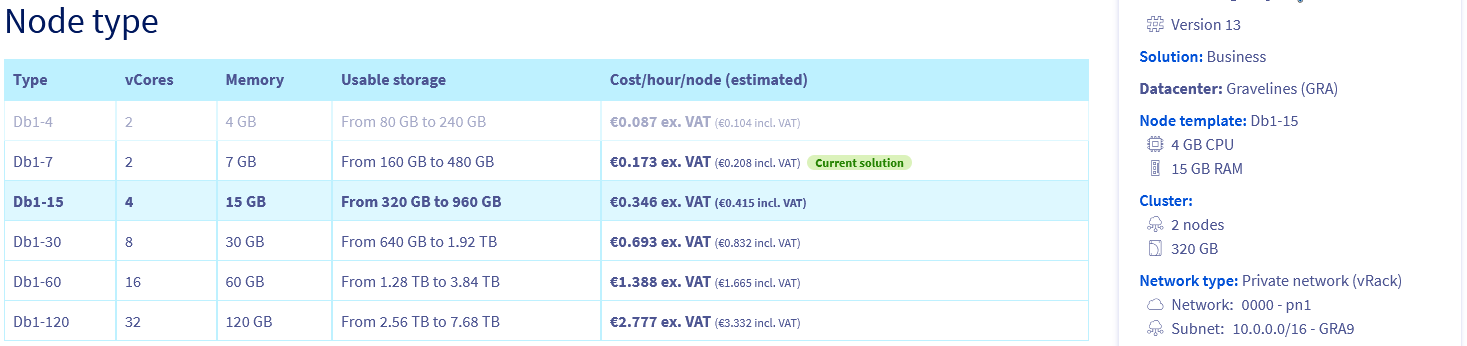 Node type
Type vCores Memory Usable storage Cost/hour/node (estimated)
Db1-4 2 4 GB From 80 GB to 240 GB €0.087 ex. VAT (€0.104 incl. VAT)
Db1-7 2 7 GB From 160 GB to 480 GB €0.173 ex. VAT (€0.208 incl. VAT) Current solution
Db1-15 4 15 GB From 320 GB to 960 GB €0.346 ex. VAT (€0.415 incl. VAT)
Db1-30 8 30 GB From 640 GB to 1.92 TB €0.693 ex. VAT (€0.832 incl. VAT)
Db1-60 16 60 GB From 1.28 TB to 3.84 TB €1.388 ex. VAT (€1.665 incl. VAT)
Db1-120 32 120 GB From 2.56 TB to 7.68 TB €2.777 ex. VAT (€3.332 incl. VAT)
Version 13
Solution: Business
Datacenter: Gravelines (GRA)
Node template: Db1-15
4 GB CPU
15 GB RAM
Cluster:
2 nodes
320 GB
Network type: Private network (vRack)
Network: 0000 - pn1
Subnet: 10.0.0.0/16 - GRA9